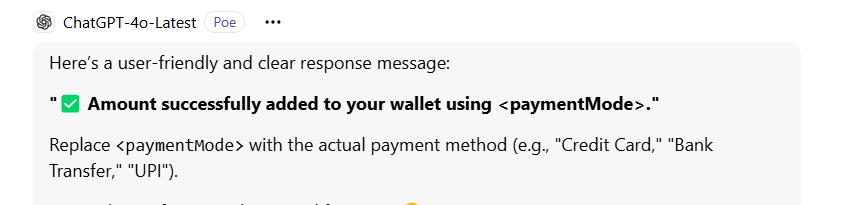 ChatGPT-4o-Latest Poe ...
Here’s a user-friendly and clear response message:
"✅ Amount successfully added to your wallet using <paymentMode>."
Replace <paymentMode> with the actual payment method (e.g., "Credit Card," "Bank
Transfer," "UPI").